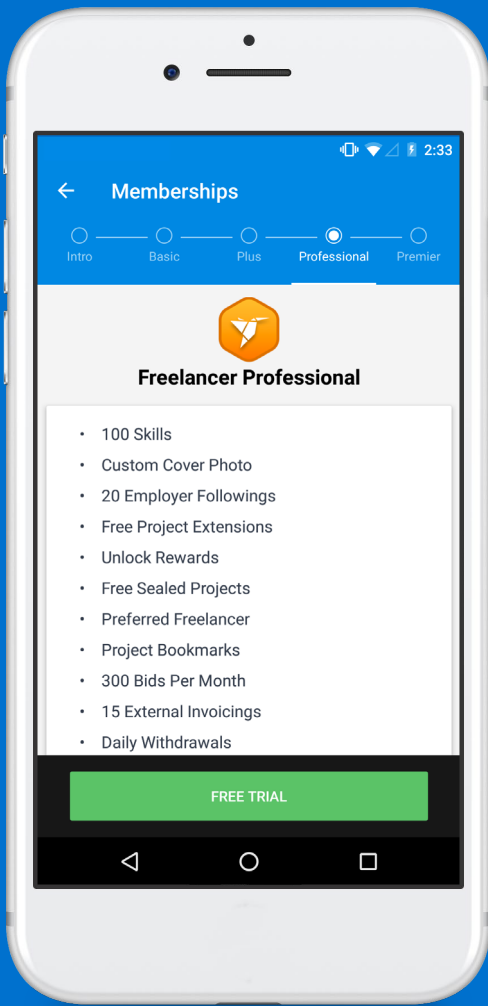 2:33
Memberships
Intro Basic Plus Professional Premier
Freelancer Professional
• 100 Skills
• Custom Cover Photo
• 20 Employer Followings
• Free Project Extensions
• Unlock Rewards
• Free Sealed Projects
• Preferred Freelancer
• Project Bookmarks
• 300 Bids Per Month
• 15 External Invoicings
• Daily Withdrawals
FREE TRIAL